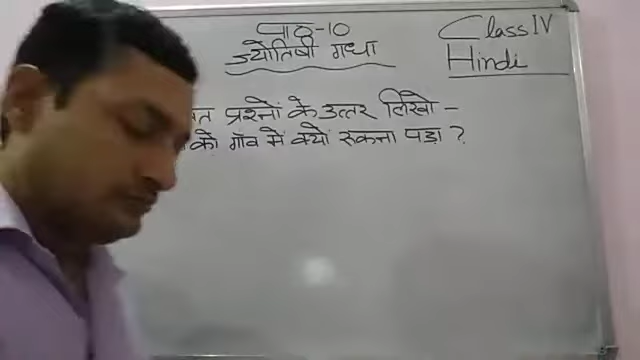 पाठ-10
ज्योतिषी गधा
Class IV
Hindi
प्रश्नों के उत्तर लिखो –
को गाँव में क्यों रुकना पड़ा ?